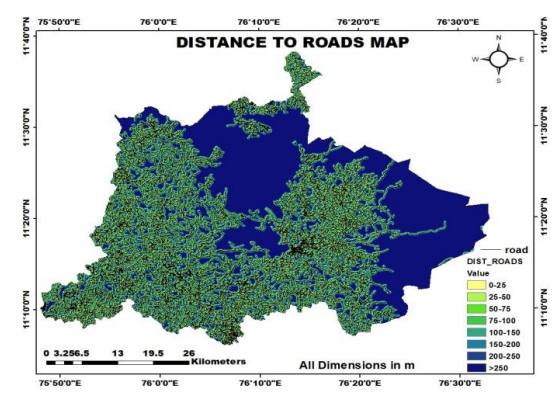 75°50'0"E 76°0'0"E 76°10'0"E 76°20'0"E 76°30'0"E
DISTANCE TO ROADS MAP
N
W E
S
11°40'0"N 11°40'0"N
11°30'0"N 11°30'0"N
11°20'0"N 11°20'0"N
11°10'0"N 11°10'0"N
road
DIST_ROADS
Value
0-25
25-50
50-75
75-100
100-150
150-200
200-250
>250
0 3.256.5 13 19.5 26
Kilometers
All Dimensions in m
75°50'0"E 76°0'0"E 76°10'0"E 76°20'0"E 76°30'0"E